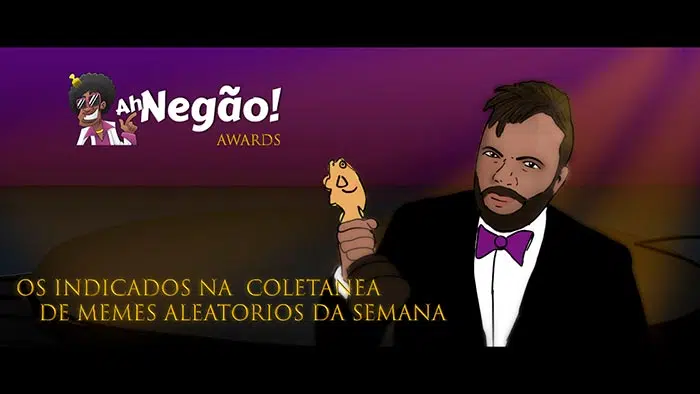 Ah Negão!
AWARDS
OS INDICADOS NA COLETANEA
DE MEMES ALEATORIOS DA SEMANA